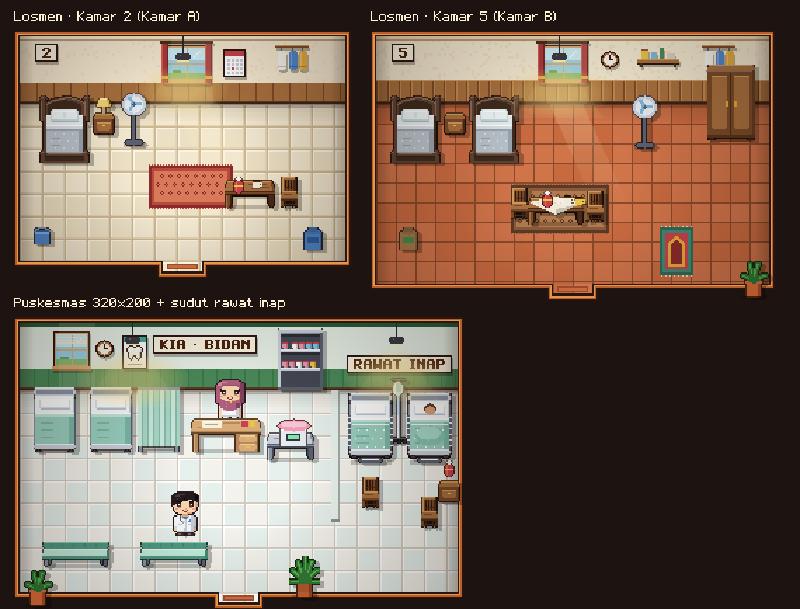 Losmen · Kamar 2 (Kamar A)
Losmen · Kamar 5 (Kamar B)
2
5
Puskesmas 320x200 + sudut rawat inap
KIA · BIDAN
RAWAT INAP